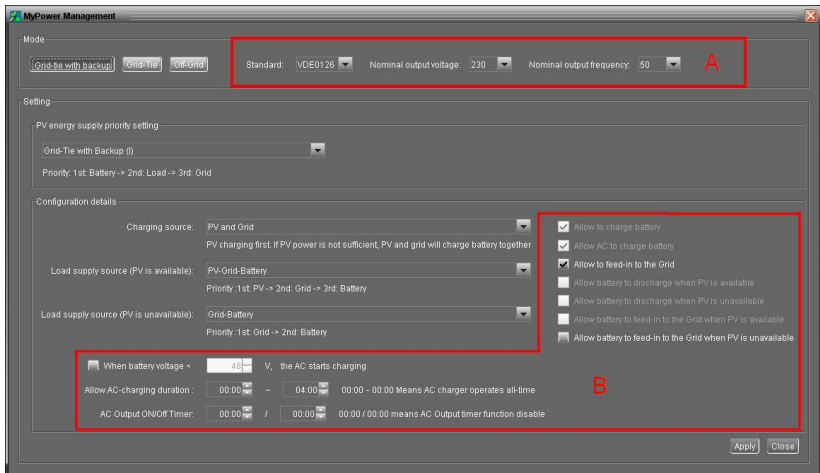 MyPower Management
Mode
Grid-tie with backup Grid-Tie Off-Grid Standard: VDE0126 Nominal output voltage: 230 Nominal output frequency: 50 A
Setting
PV energy supply priority setting
Grid-Tie with Backup (I)
Priority: 1st: Battery -> 2nd: Load -> 3rd: Grid
Configuration details
Charging source: PV and Grid
PV charging first. If PV power is not sufficient, PV and grid will charge battery together
Load supply source (PV is available): PV-Grid-Battery
Priority :1st: PV -> 2nd: Grid -> 3rd: Battery
Load supply source (PV is unavailable): Grid-Battery
Priority :1st: Grid -> 2nd: Battery
Allow to charge battery
Allow AC to charge battery
Allow to feed-in to the Grid
Allow battery to discharge when PV is available
Allow battery to discharge when PV is unavailable
Allow battery to feed-in to the Grid when PV is available
Allow battery to feed-in to the Grid when PV is unavailable
When battery voltage < 48 V, the AC starts charging
Allow AC-charging duration : 00:00 ~ 04:00 00:00 - 00:00 Means AC charger operates all-time
AC Output ON/Off Timer: 00:00 / 00:00 00:00 / 00:00 means AC Output timer function disable
B
Apply Close